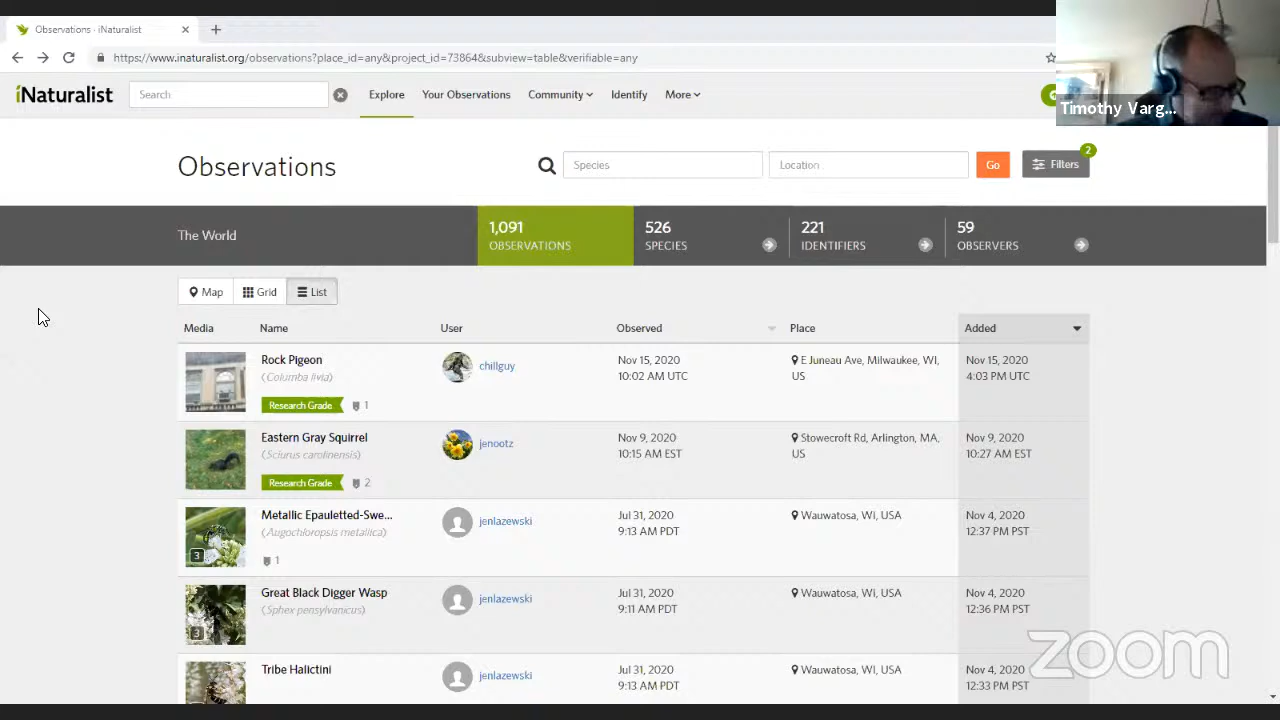 Observations · iNaturalist
https://www.inaturalist.org/observations?place_id=any&project_id=73864&subview=table&verifiable=any
iNaturalist
Search
Explore
Your Observations
Community
Identify
More
Timothy Varg...
Observations
Species
Location
Go
Filters
2
The World
1,091
OBSERVATIONS
526
SPECIES
221
IDENTIFIERS
59
OBSERVERS
Map
Grid
List
Media
Name
User
Observed
Place
Added
Rock Pigeon
(Columba livia)
Research Grade
1
chillguy
Nov 15, 2020
10:02 AM UTC
E Juneau Ave, Milwaukee, WI,
US
Nov 15, 2020
4:03 PM UTC
Eastern Gray Squirrel
(Sciurus carolinensis)
Research Grade
2
jenootz
Nov 9, 2020
10:15 AM EST
Stowecroft Rd, Arlington, MA,
US
Nov 9, 2020
10:27 AM EST
3
Metallic Epauletted-Swe...
(Augochloropsis metallica)
1
jenlazewski
Jul 31, 2020
9:13 AM PDT
Wauwatosa, WI, USA
Nov 4, 2020
12:37 PM PST
3
Great Black Digger Wasp
(Sphex pensylvanicus)
jenlazewski
Jul 31, 2020
9:11 AM PDT
Wauwatosa, WI, USA
Nov 4, 2020
12:36 PM PST
Tribe Halictini
jenlazewski
Jul 31, 2020
9:13 AM PDT
Wauwatosa, WI, USA
Nov 4, 2020
12:33 PM PST
zoom